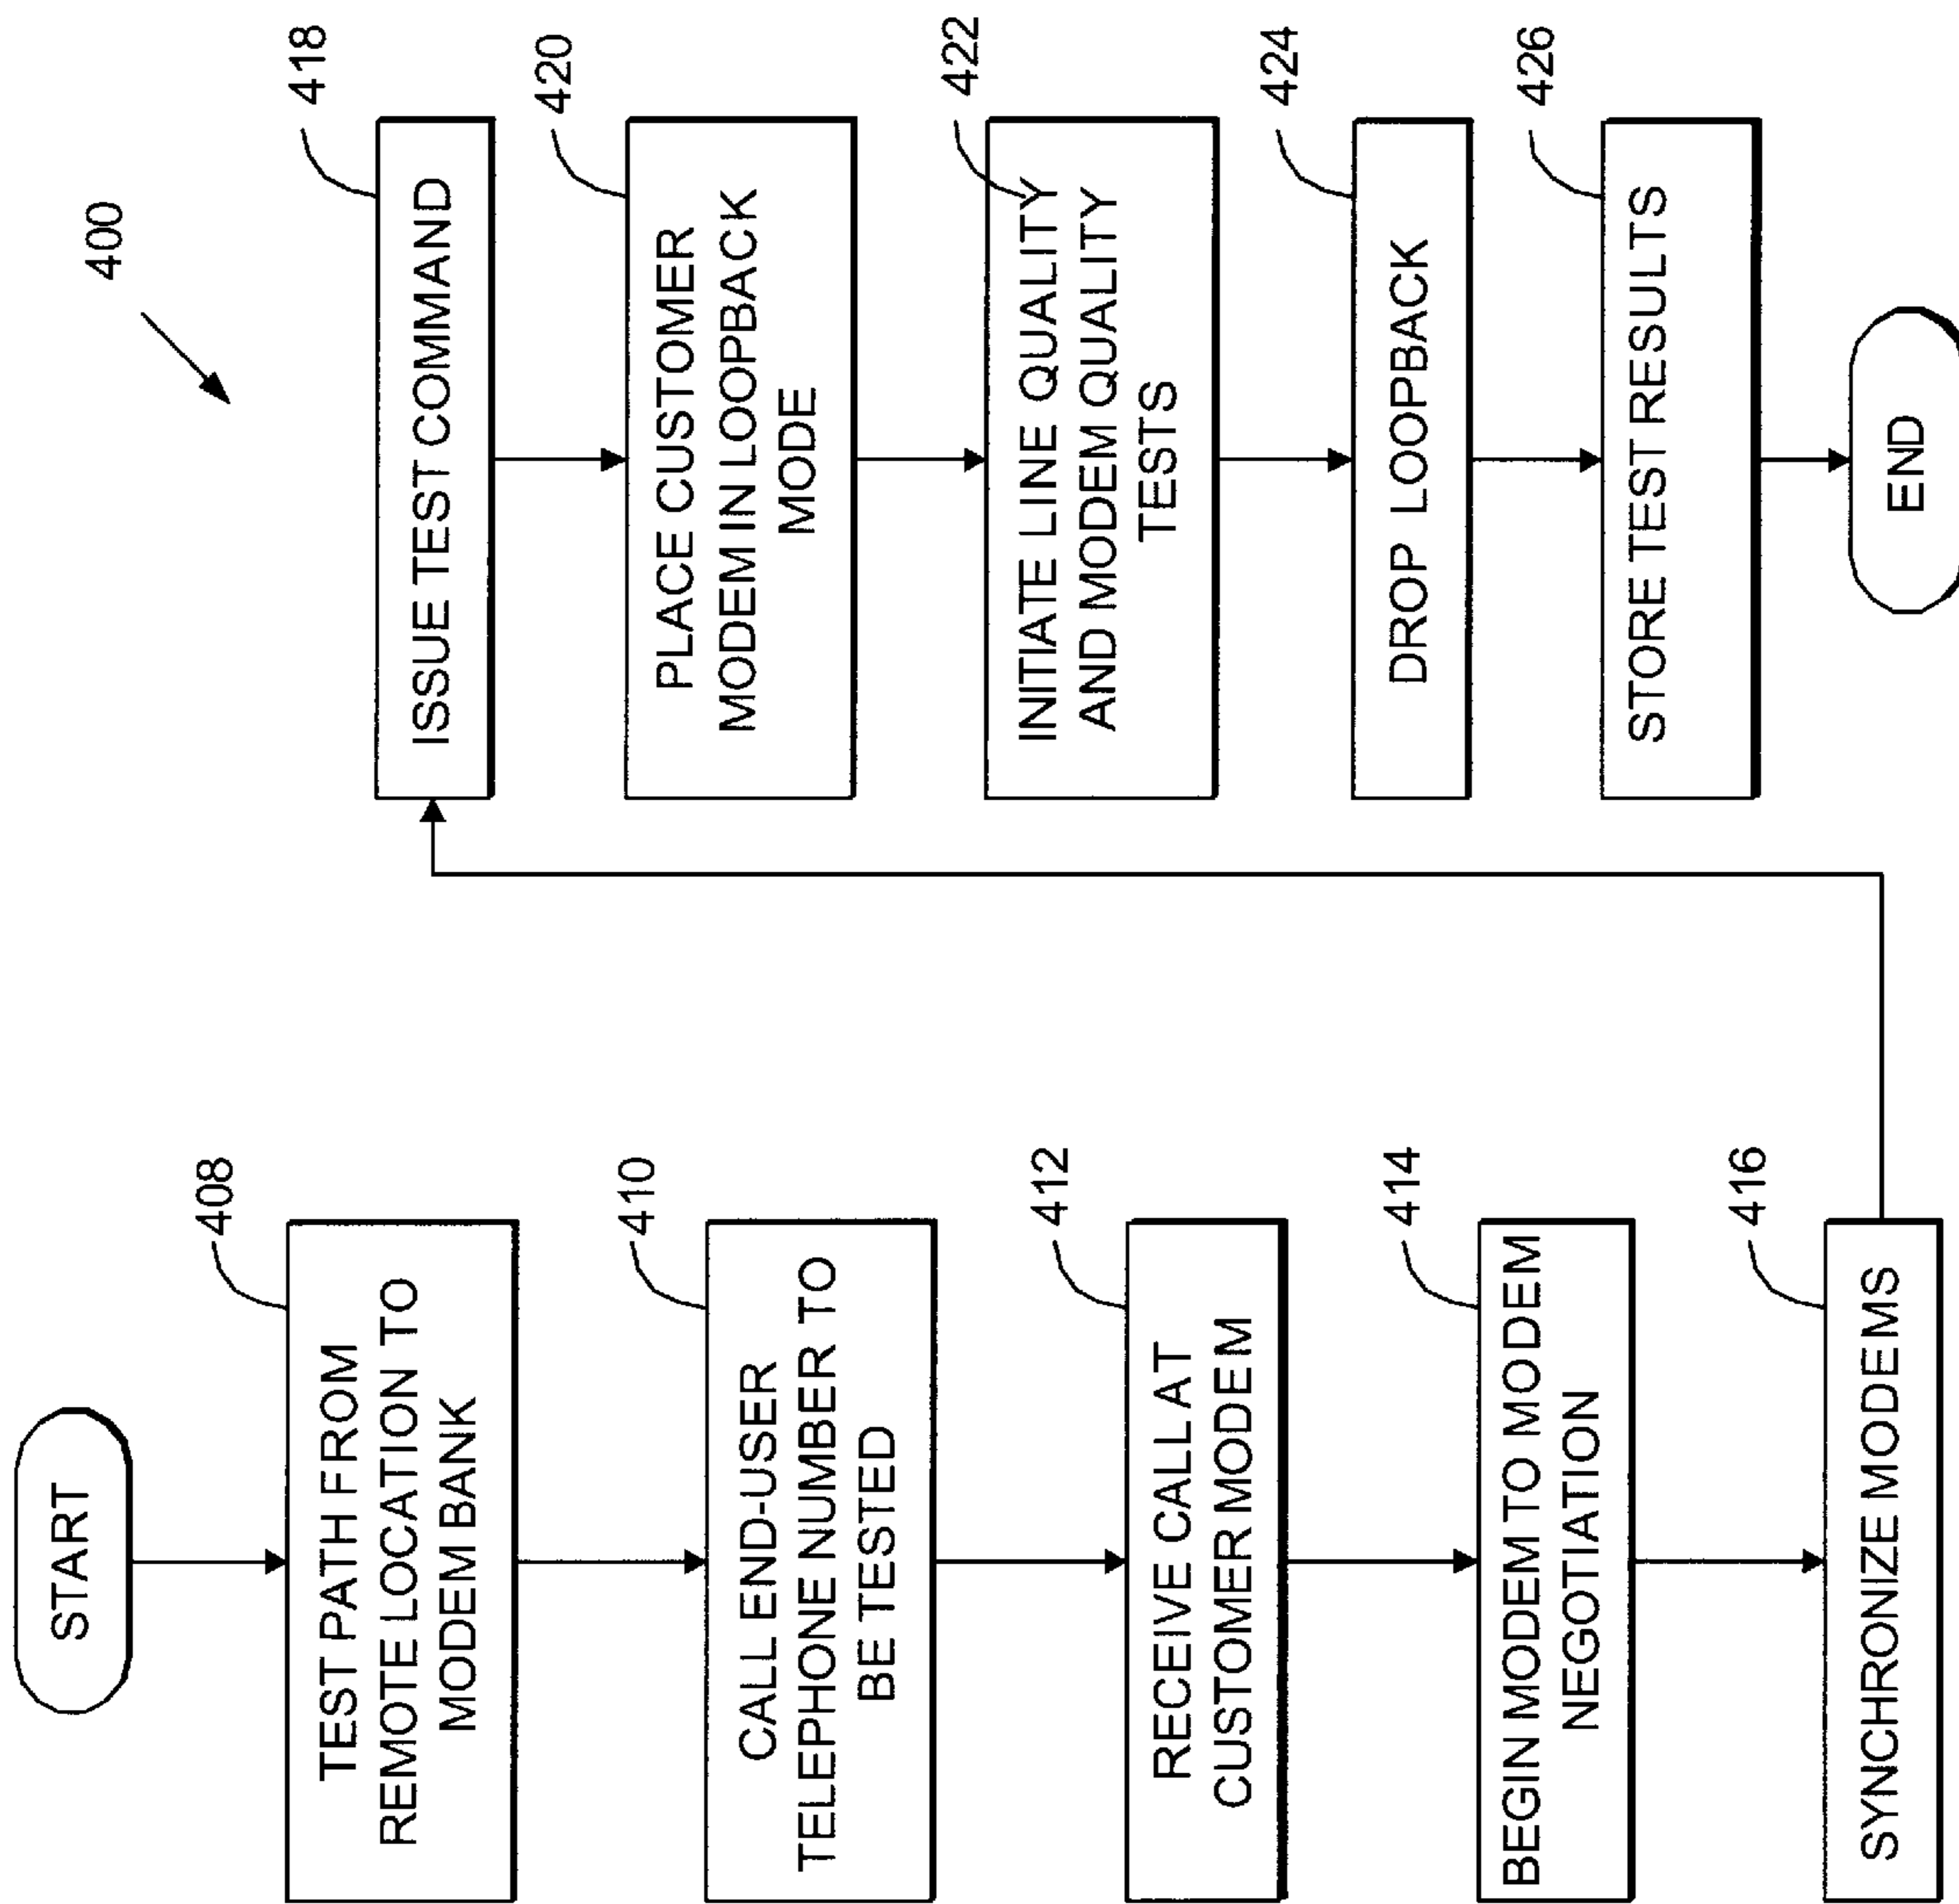 400
START
408
TEST PATH FROM
REMOTE LOCATION TO
MODEM BANK
410
CALL END-USER
TELEPHONE NUMBER TO
BE TESTED
412
RECEIVE CALL AT
CUSTOMER MODEM
414
BEGIN MODEM TO MODEM
NEGOTIATION
416
SYNCHRONIZE MODEMS
418
ISSUE TEST COMMAND
420
PLACE CUSTOMER
MODEM IN LOOPBACK
MODE
422
INITIATE LINE QUALITY
AND MODEM QUALITY
TESTS
424
DROP LOOPBACK
426
STORE TEST RESULTS
END